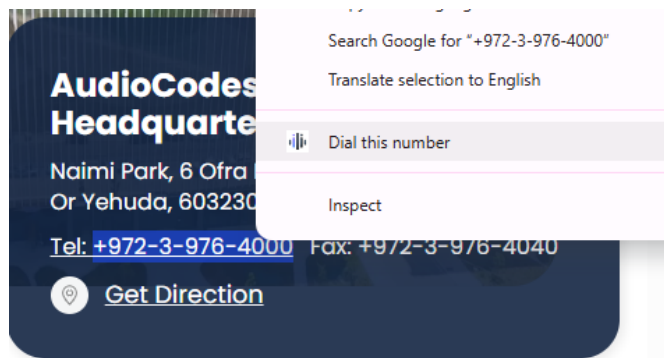 Search Google for “+972-3-976-4000”
Translate selection to English
Dial this number
Inspect
AudioCodes
Naimi Park, 6 Ofra
Or Yehuda, 603230
Tel: +972-3-976-4000 Fax: +972-3-976-4040
Get Direction